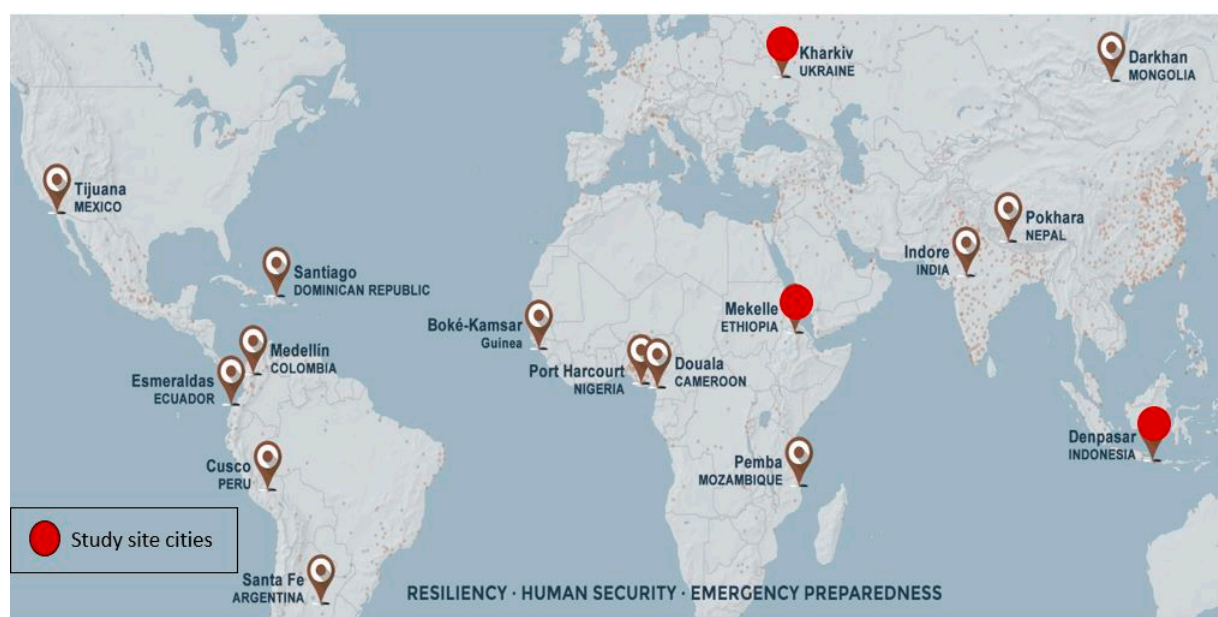 Kharkiv
UKRAINE
Darkhan
MONGOLIA
Tijuana
MEXICO
Pokhara
NEPAL
Indore
INDIA
Santiago
DOMINICAN REPUBLIC
Mekelle
ETHIOPIA
Boké-Kamsar
Guinea
Medellín
COLOMBIA
Port Harcourt
NIGERIA
Douala
CAMEROON
Esmeraldas
ECUADOR
Denpasar
INDONESIA
Cusco
PERU
Pemba
MOZAMBIQUE
Study site cities
Santa Fe
ARGENTINA
RESILIENCY · HUMAN SECURITY · EMERGENCY PREPAREDNESS